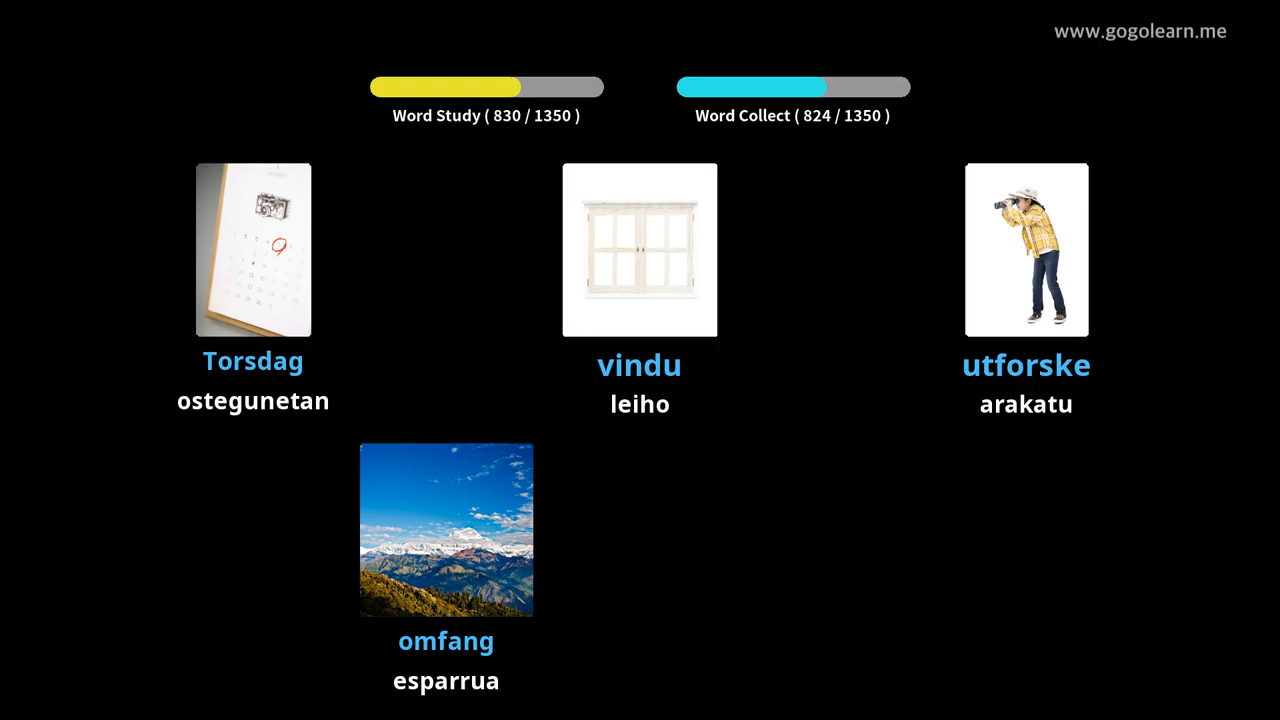 www.gogolearn.me
Word Study ( 830 / 1350 )
Word Collect ( 824 / 1350 )
Torsdag
ostegunetan
vindu
leiho
utforske
arakatu
omfang
esparrua